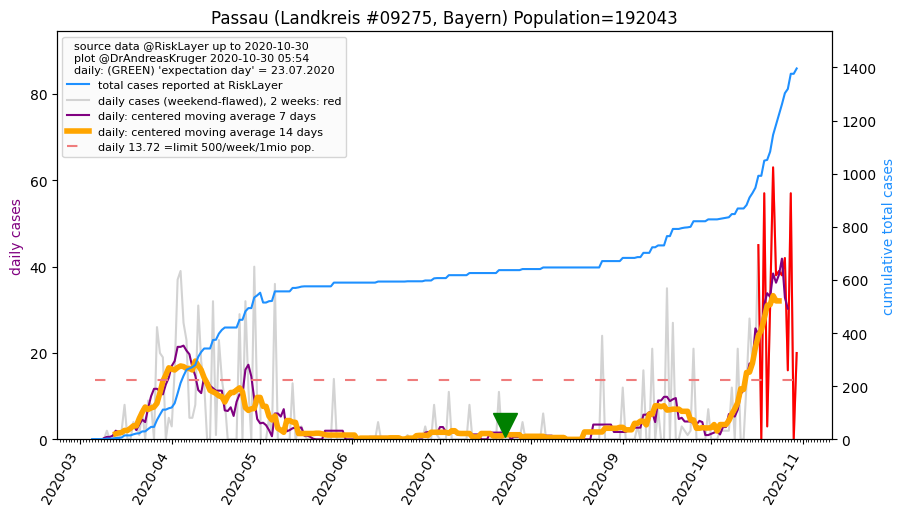 Passau (Landkreis #09275, Bayern) Population=192043
source data @RiskLayer up to 2020-10-30
plot @DrAndreasKruger 2020-10-30 05:54
daily: (GREEN) 'expectation day' = 23.07.2020
total cases reported at RiskLayer
daily cases (weekend-flawed), 2 weeks: red
daily: centered moving average 7 days
daily: centered moving average 14 days
daily 13.72 =limit 500/week/1mio pop.
daily cases
80
60
40
20
0
cumulative total cases
1400
1200
1000
800
600
400
200
0
2020-03
2020-04
2020-05
2020-06
2020-07
2020-08
2020-09
2020-10
2020-11